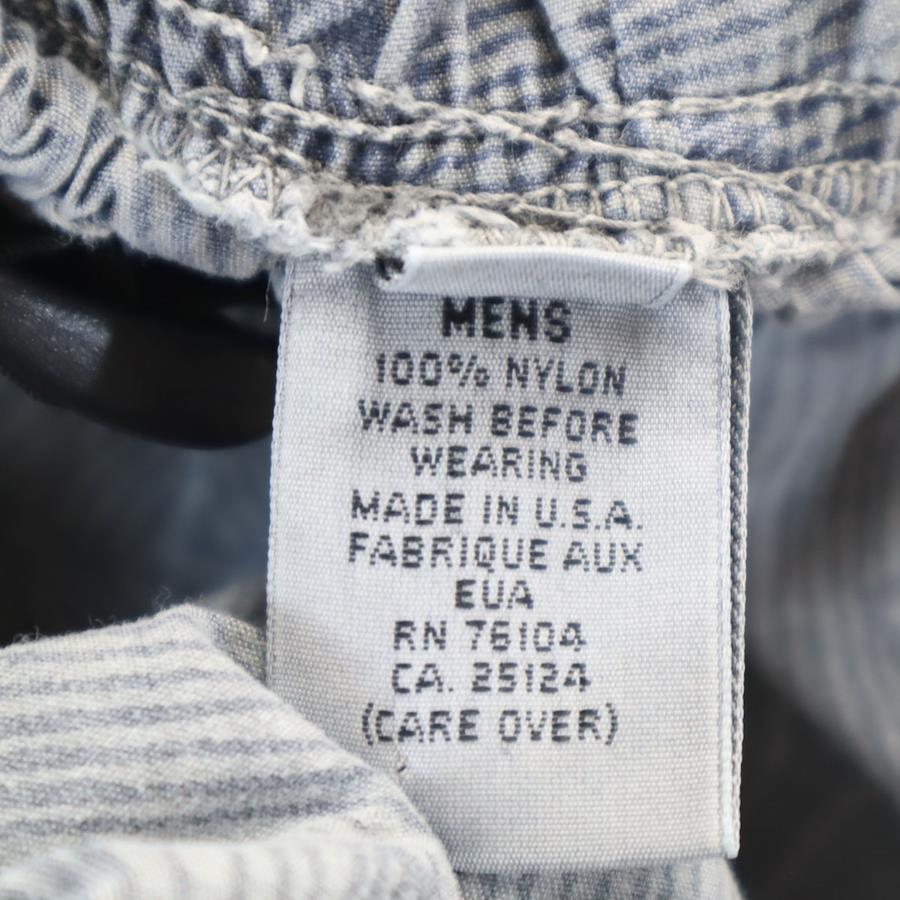 MENS
100% NYLON
WASH BEFORE
WEARING
MADE IN U.S.A.
FABRIQUE AUX
EUA
RN 76104
CA. 25124
(CARE OVER)